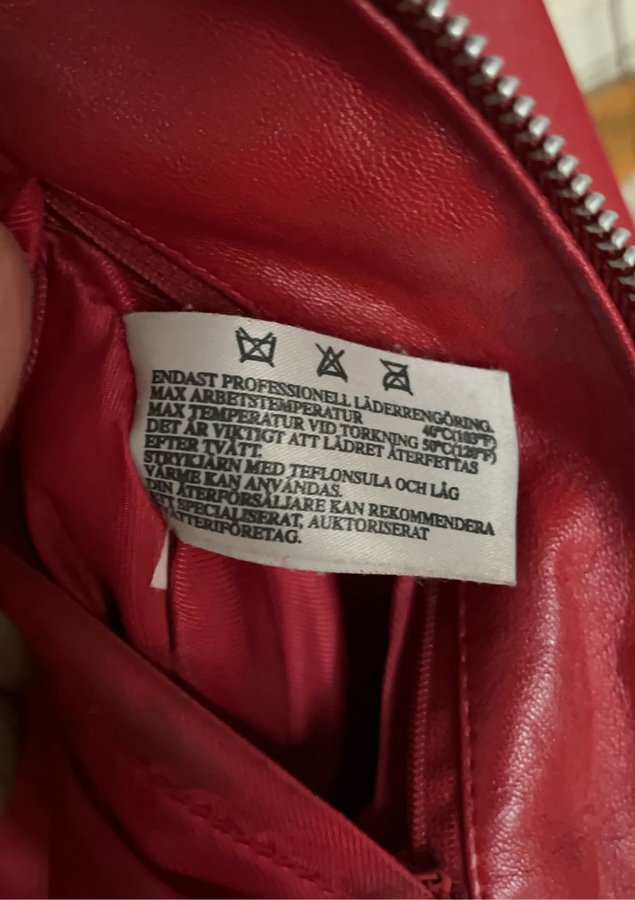 ENDAST PROFESSIONELL LÄDERRENGÖRING.
MAX ARBETSTEMPERATUR 40°C(105°F)
MAX TEMPERATUR VID TORKNING 50°C(120°F)
DET ÄR VIKTIGT ATT LÄDRET ÅTERFETTAS
EFTER TVÄTT.
STRYKJÄRN MED TEFLONSULA OCH LÅG
VÄRME KAN ANVÄNDAS.
DIN ÅTERFÖRSÄLJARE KAN REKOMMENDERA
ETT SPECIALISERAT, AUKTORISERAT
TVÄTTERIFÖRETAG.